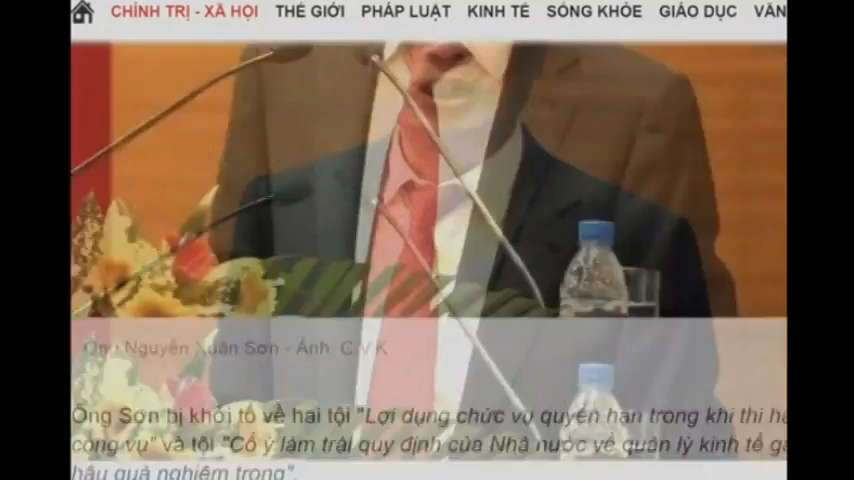 CHÍNH TRỊ - XÃ HỘI THẾ GIỚI PHÁP LUẬT KINH TẾ SỐNG KHỎE GIÁO DỤC VĂN
Ông Nguyễn Xuân Sơn - Ảnh: C.V.K
Ông Sơn bị khởi tố về hai tội "Lợi dụng chức vụ quyền hạn trong khi thi hà
công vụ" và tội "Cố ý làm trái quy định của Nhà nước về quản lý kinh tế gâ
hậu quả nghiêm trọng".